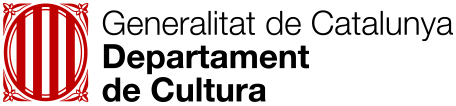 Generalitat de Catalunya
Departament
de Cultura